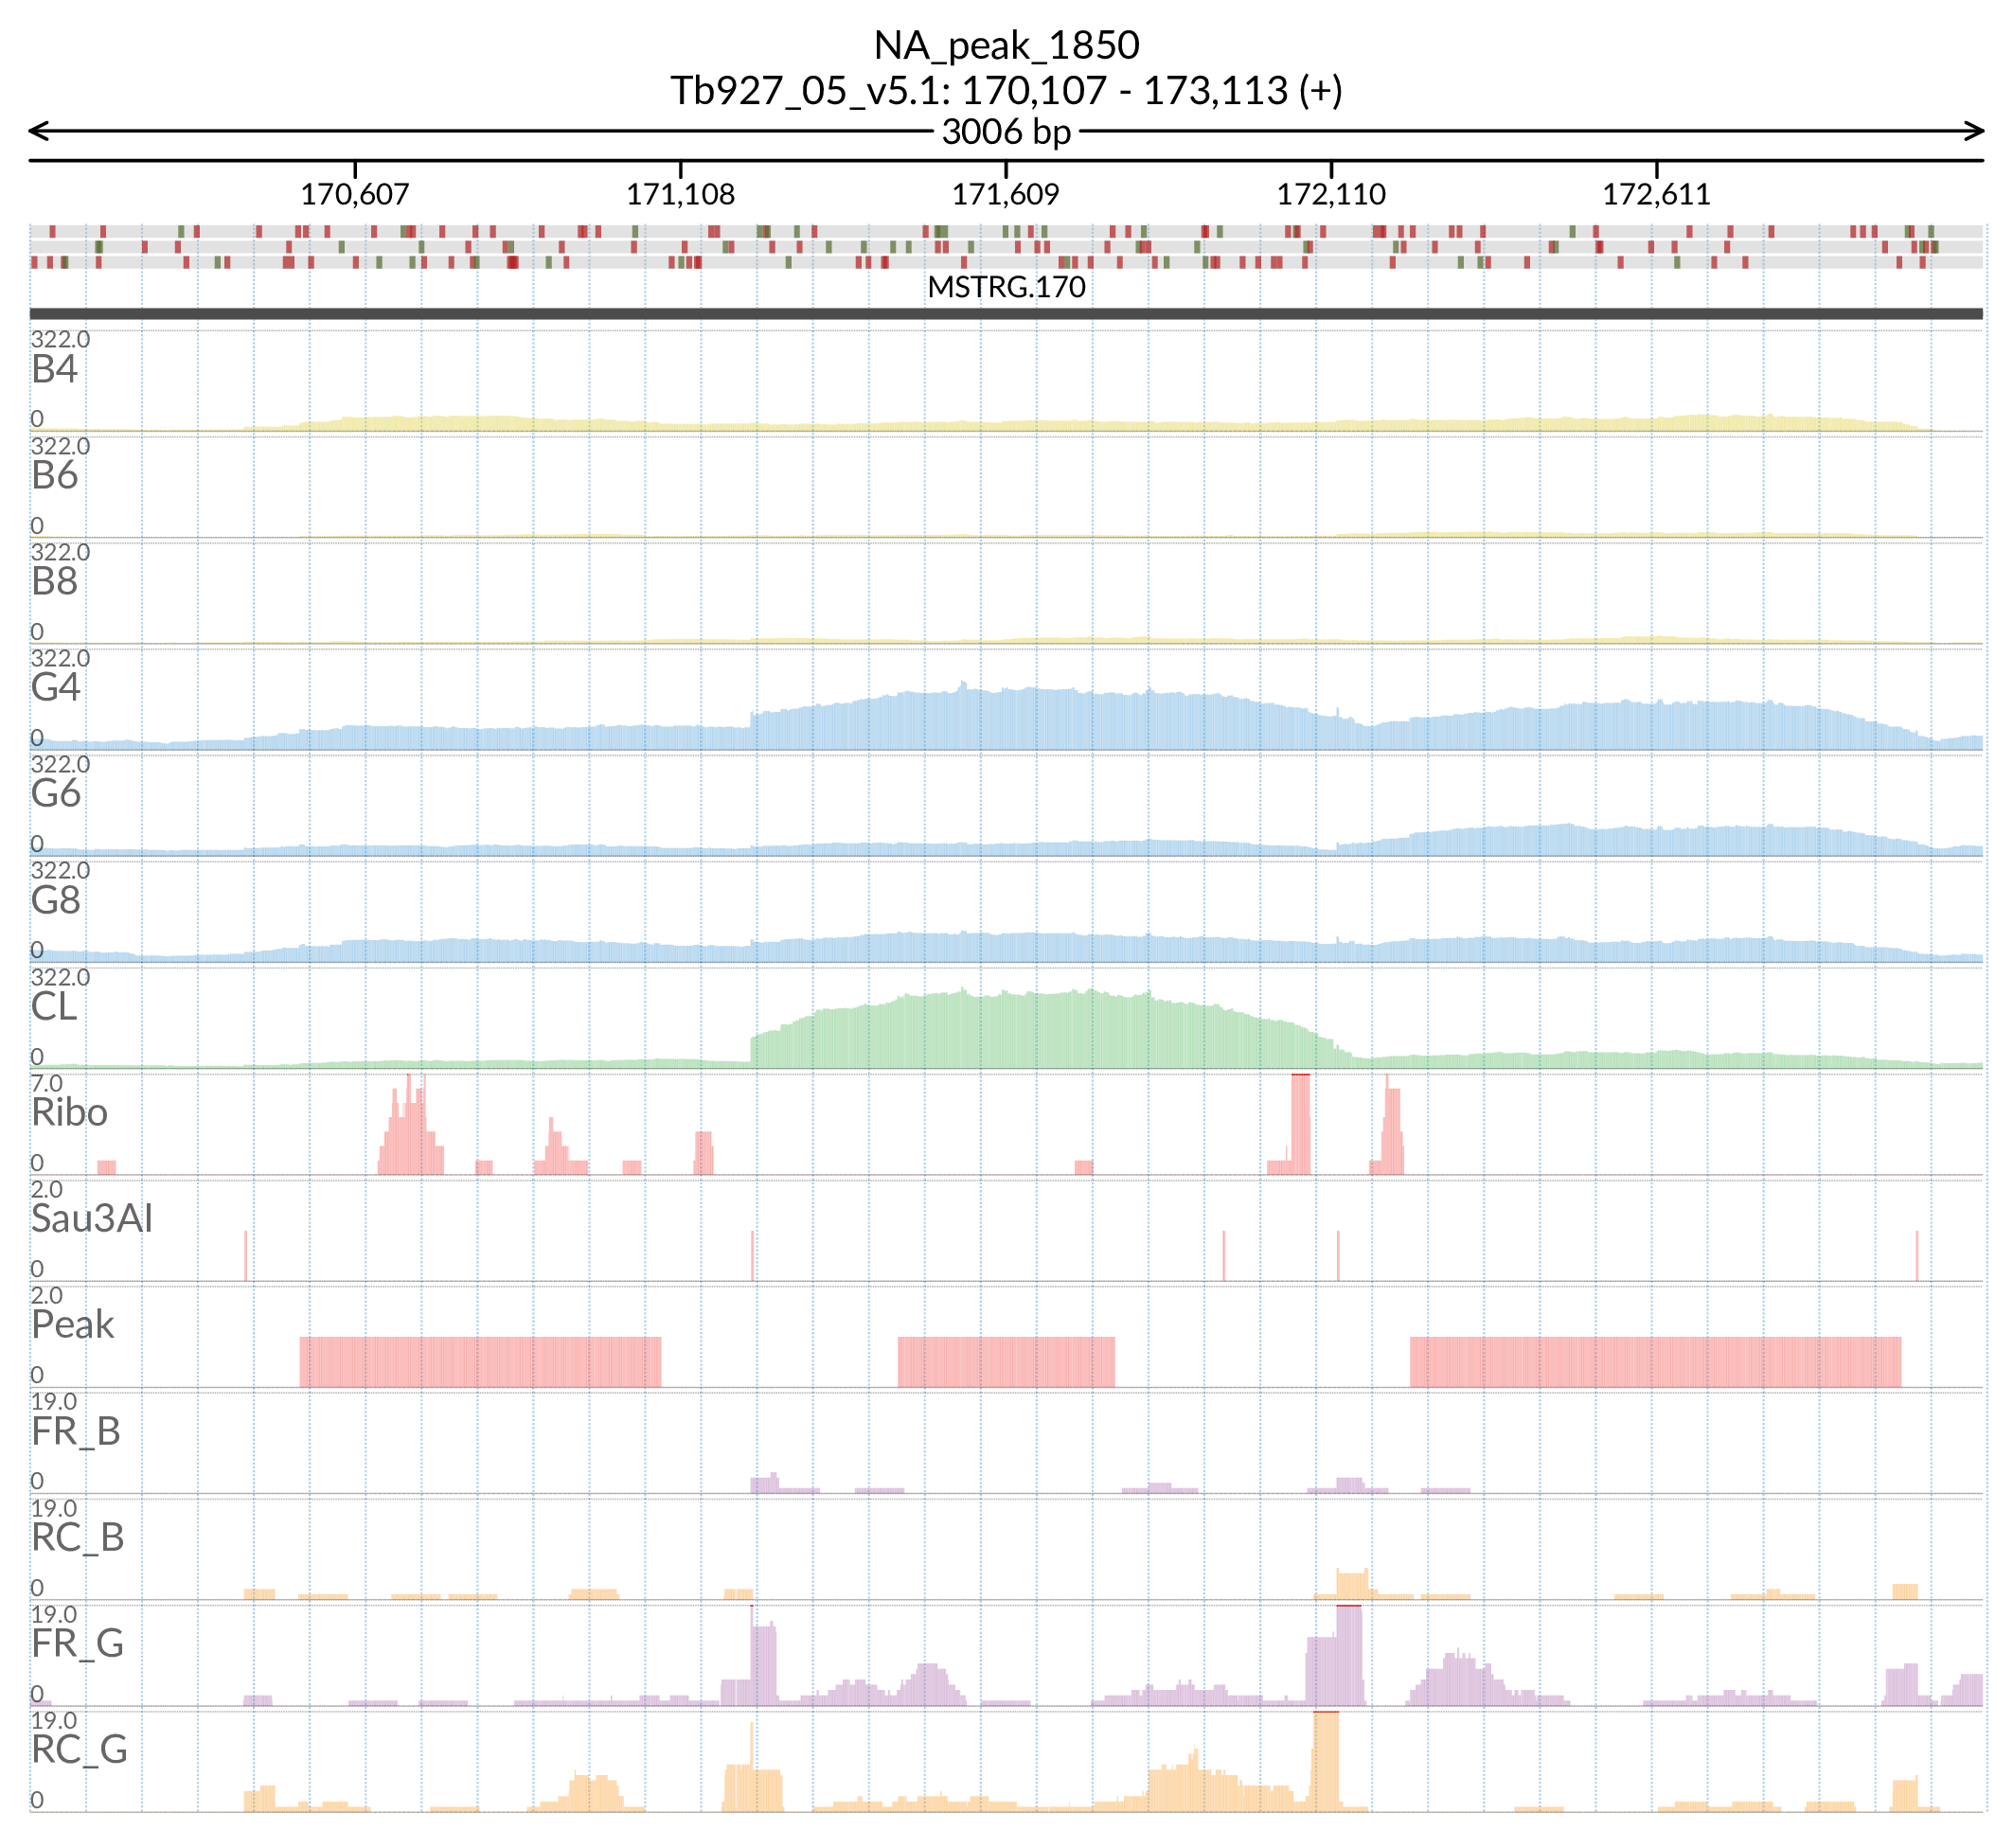 NA_peak_1850
Tb927_05_v5.1: 170,107 - 173,113 (+)
3006 bp
170,607 171,108 171,609 172,110 172,611
MSTRG.170
322.0
B4
0
322.0
B6
0
322.0
B8
0
322.0
G4
0
322.0
G6
0
322.0
G8
0
322.0
CL
0
7.0
Ribo
0
2.0
Sau3AI
0
2.0
Peak
0
19.0
FR_B
0
19.0
RC_B
0
19.0
FR_G
0
19.0
RC_G
0